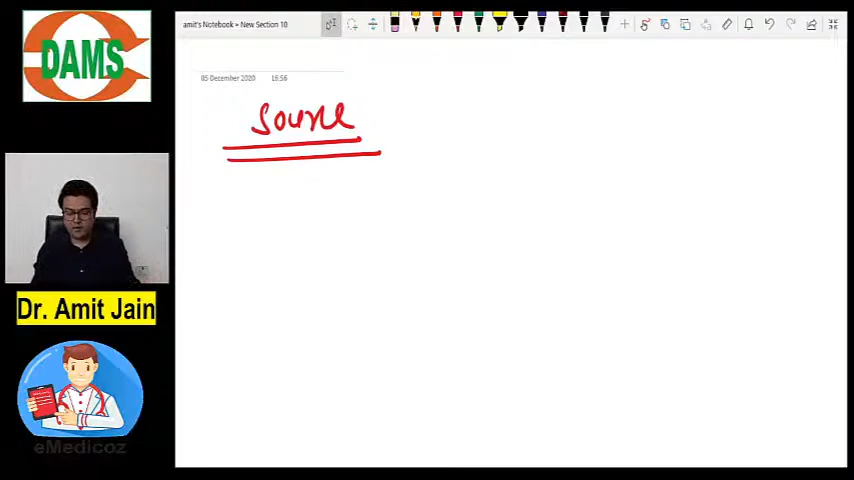 DAMS
amit's Notebook > New Section 10
05 December 2020 18:56
Source
Dr. Amit Jain
eMedicoz